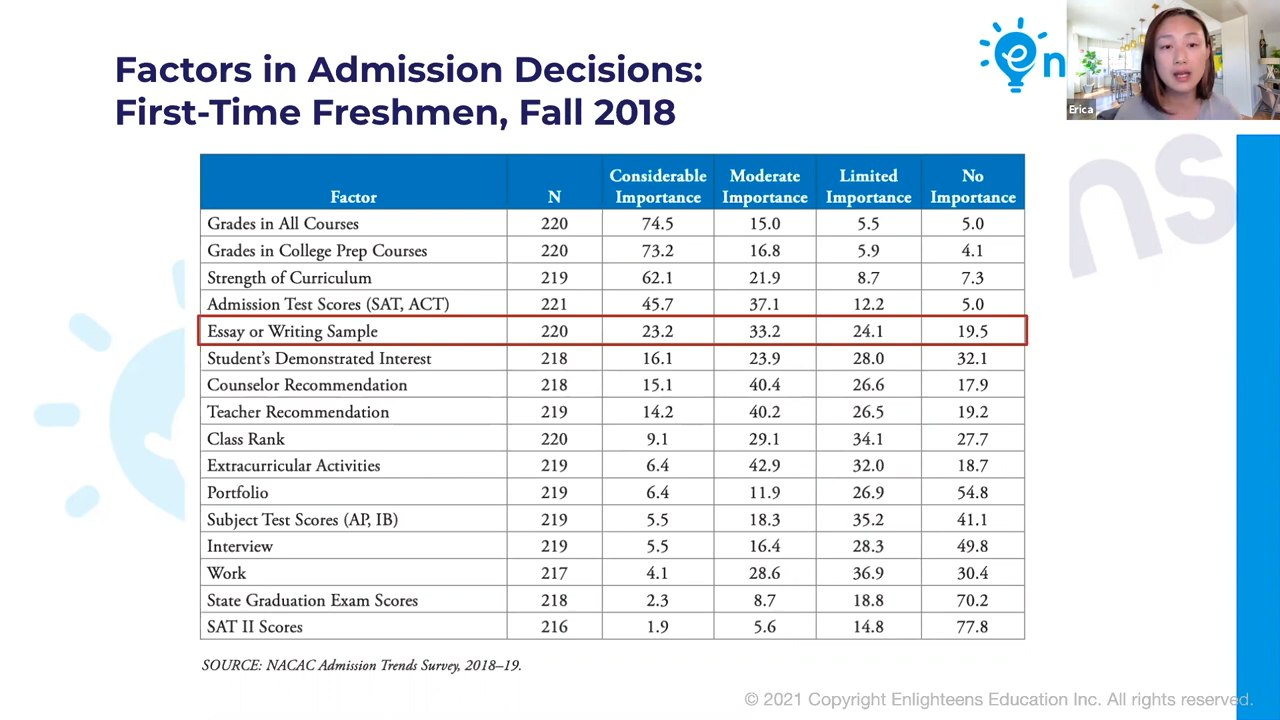 Factors in Admission Decisions:
First-Time Freshmen, Fall 2018
en
Erica
ns
Factor N Considerable Importance Moderate Importance Limited Importance No Importance
Grades in All Courses 220 74.5 15.0 5.5 5.0
Grades in College Prep Courses 220 73.2 16.8 5.9 4.1
Strength of Curriculum 219 62.1 21.9 8.7 7.3
Admission Test Scores (SAT, ACT) 221 45.7 37.1 12.2 5.0
Essay or Writing Sample 220 23.2 33.2 24.1 19.5
Student’s Demonstrated Interest 218 16.1 23.9 28.0 32.1
Counselor Recommendation 218 15.1 40.4 26.6 17.9
Teacher Recommendation 219 14.2 40.2 26.5 19.2
Class Rank 220 9.1 29.1 34.1 27.7
Extracurricular Activities 219 6.4 42.9 32.0 18.7
Portfolio 219 6.4 11.9 26.9 54.8
Subject Test Scores (AP, IB) 219 5.5 18.3 35.2 41.1
Interview 219 5.5 16.4 28.3 49.8
Work 217 4.1 28.6 36.9 30.4
State Graduation Exam Scores 218 2.3 8.7 18.8 70.2
SAT II Scores 216 1.9 5.6 14.8 77.8
SOURCE: NACAC Admission Trends Survey, 2018–19.
© 2021 Copyright Enlighteens Education Inc. All rights reserved.